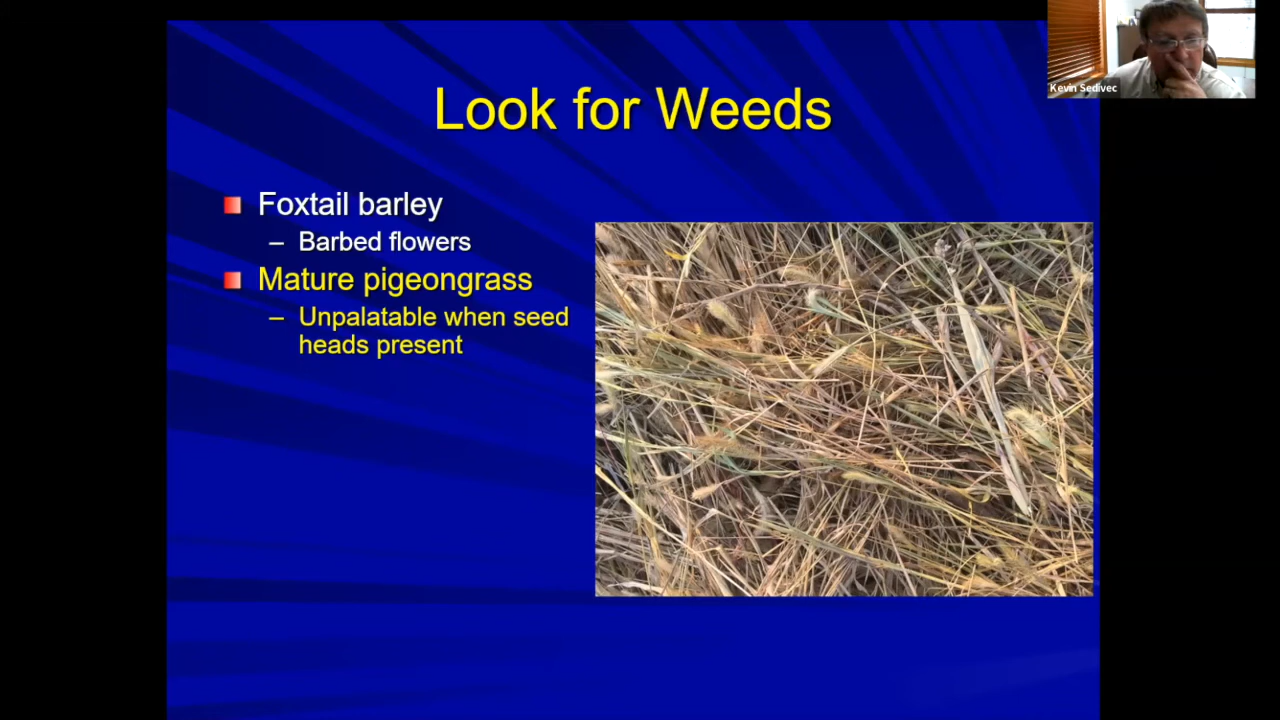 Look for Weeds
Kevin Sedivec
Foxtail barley
– Barbed flowers
Mature pigeongrass
– Unpalatable when seed
heads present